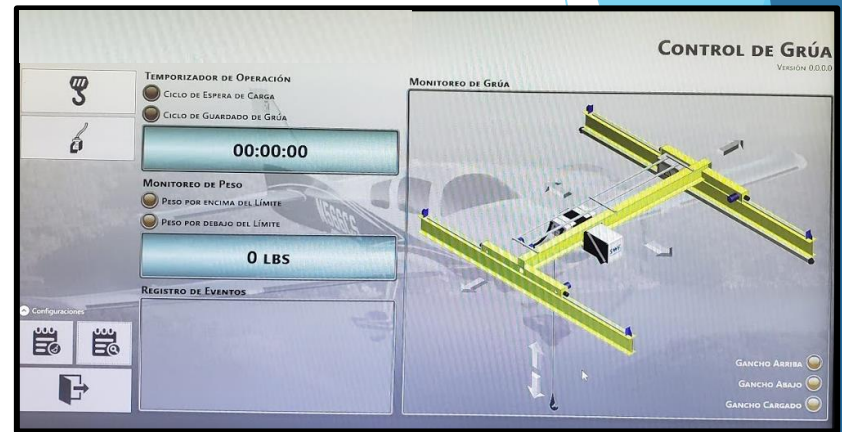 CONTROL DE GRÚA
VERSIÓN 0.0.0.0
TEMPORIZADOR DE OPERACIÓN
CICLO DE ESPERA DE CARGA
CICLO DE GUARDADO DE GRÚA
00:00:00
MONITOREO DE PESO
PESO POR ENCIMA DEL LÍMITE
PESO POR DEBAJO DEL LÍMITE
0 LBS
REGISTRO DE EVENTOS
Configuraciones
MONITOREO DE GRÚA
GANCHO ARRIBA
GANCHO ABAJO
GANCHO CARGADO